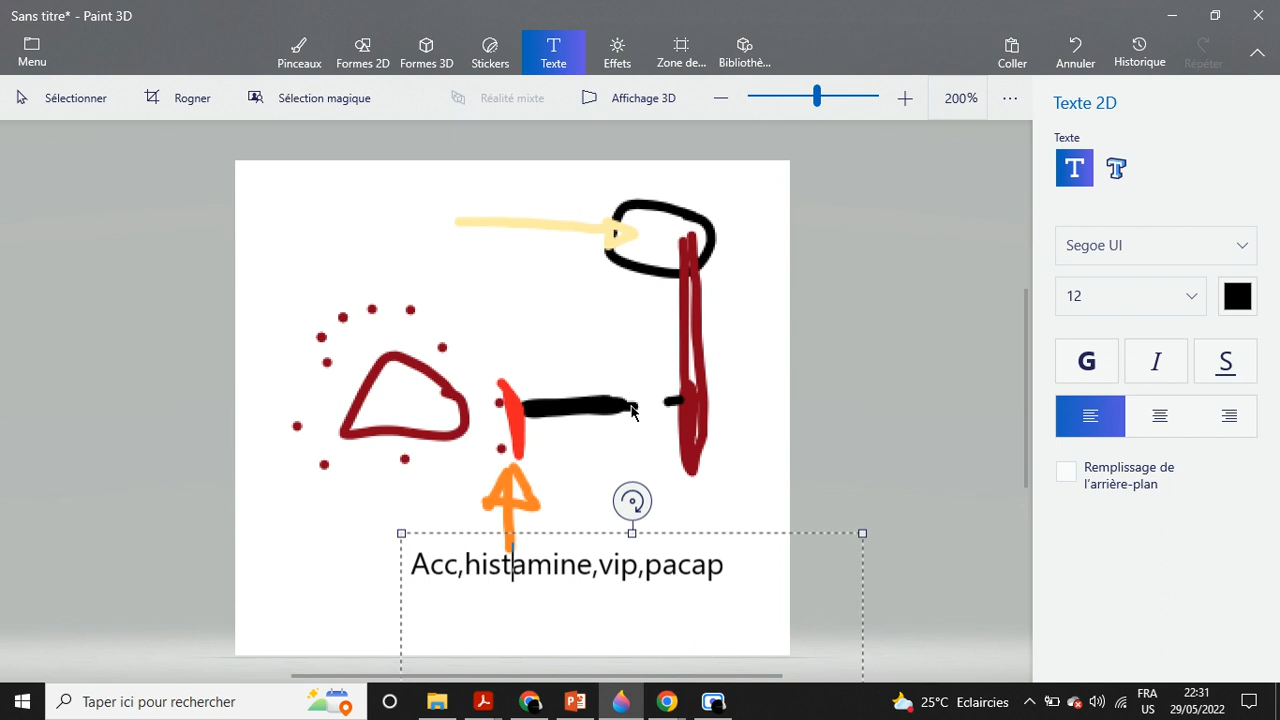 Sans titre* - Paint 3D
Menu
Pinceaux
Formes 2D
Formes 3D
Stickers
Texte
Effets
Zone de...
Bibliothè...
Coller
Annuler
Historique
Répéter
Sélectionner
Rogner
Sélection magique
Réalité mixte
Affichage 3D
200%
Texte 2D
Texte
Segoe UI
12
G
I
S
Remplissage de
l'arrière-plan
Acc,histamine,vip,pacap
Taper ici pour rechercher
25°C Eclaircies
FRA
US
22:31
29/05/2022